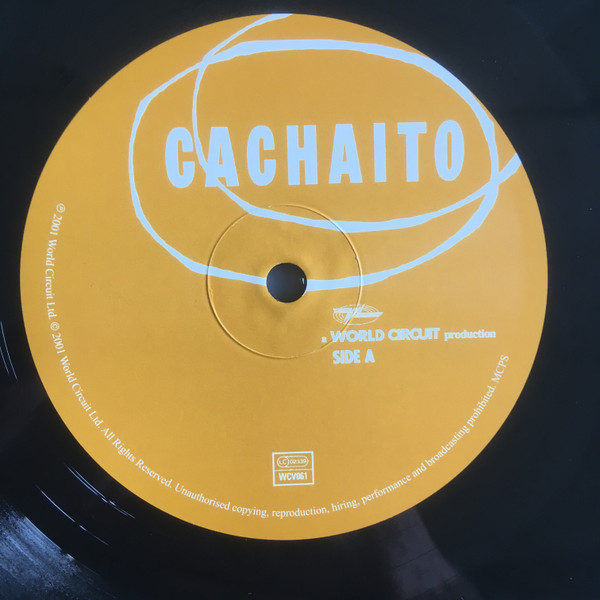 CACHAITO
a WORLD CIRCUIT production
SIDE A
WCV061
℗ 2001 World Circuit Ltd. © 2001 World Circuit Ltd. All Rights Reserved. Unauthorised copying, reproduction, hiring, performance and broadcasting prohibited. MCPS